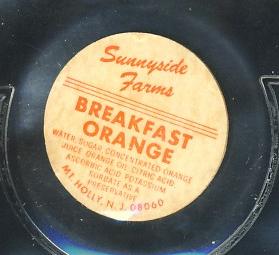 Sunnyside
Farms
BREAKFAST
ORANGE
WATER, SUGAR, CONCENTRATED ORANGE
JUICE, ORANGE OIL, CITRIC ACID,
ASCORBIC ACID, POTASSIUM
SORBATE AS A
PRESERVATIVE
MT. HOLLY, N. J. 08060